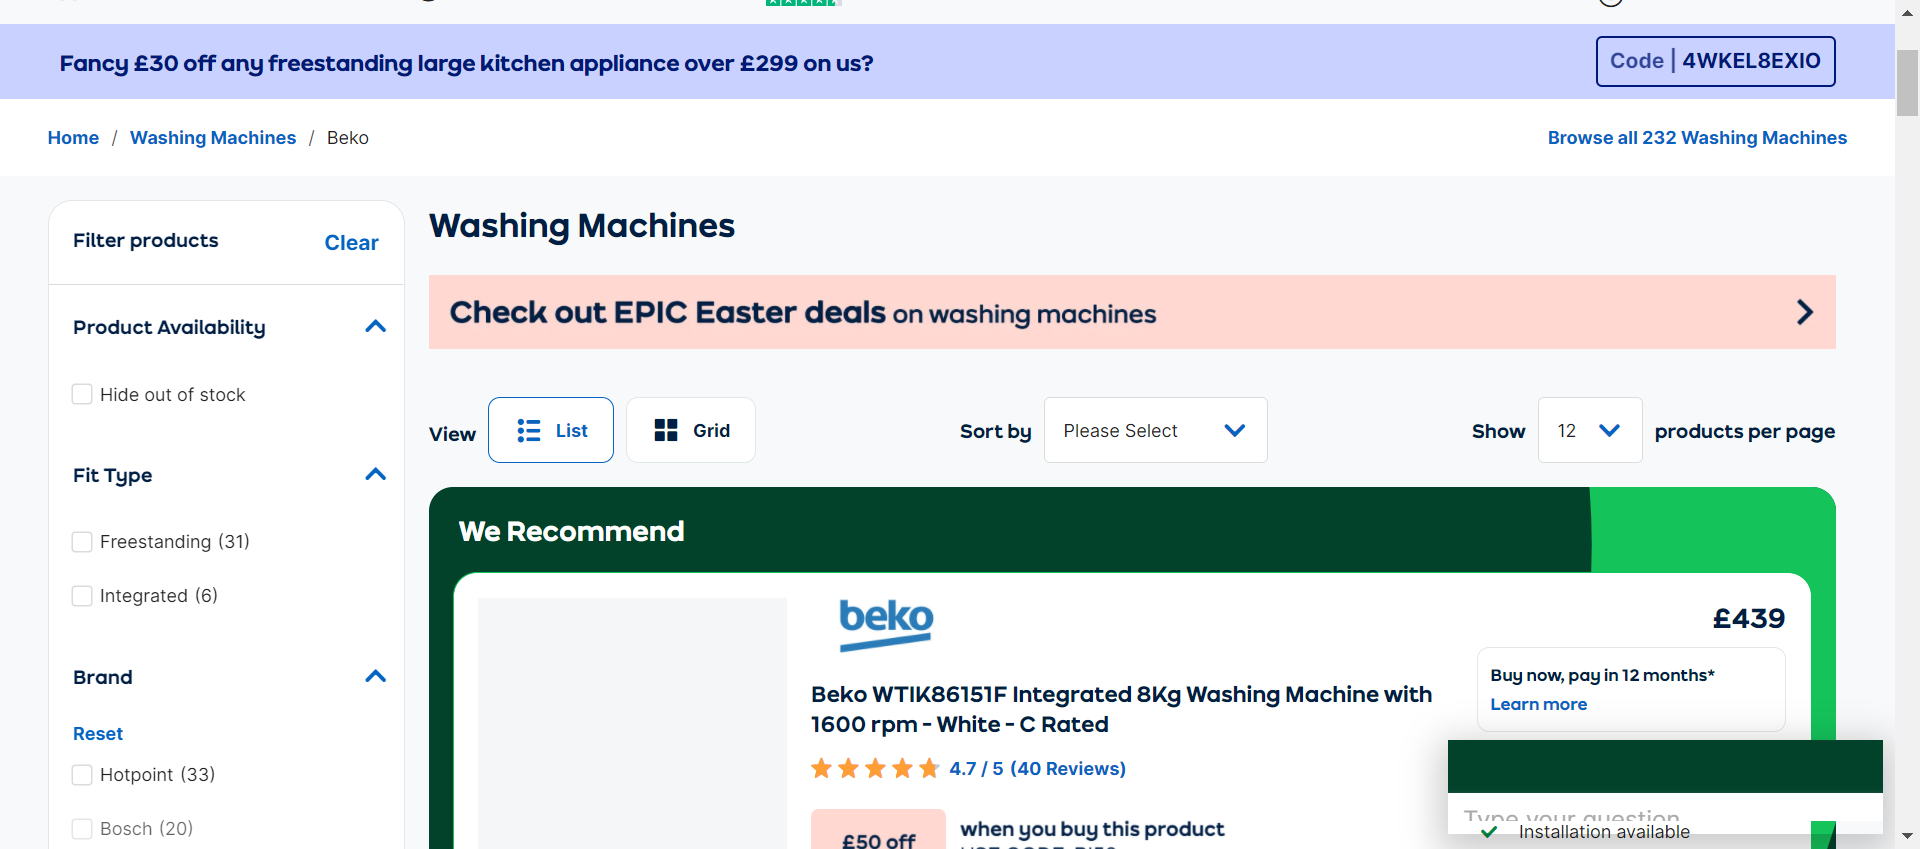 Fancy £30 off any freestanding large kitchen appliance over £299 on us?
Code | 4WKEL8EXIO
Home / Washing Machines / Beko
Browse all 232 Washing Machines
Filter products
Clear
Product Availability
Hide out of stock
Fit Type
Freestanding (31)
Integrated (6)
Brand
Reset
Hotpoint (33)
Bosch (20)
Washing Machines
Check out EPIC Easter deals on washing machines
View
List
Grid
Sort by
Please Select
Show
12
products per page
We Recommend
beko
£439
Buy now, pay in 12 months*
Learn more
Beko WTIK86151F Integrated 8Kg Washing Machine with
1600 rpm - White - C Rated
4.7 / 5 (40 Reviews)
£50 off
when you buy this product
Type your question
Installation available